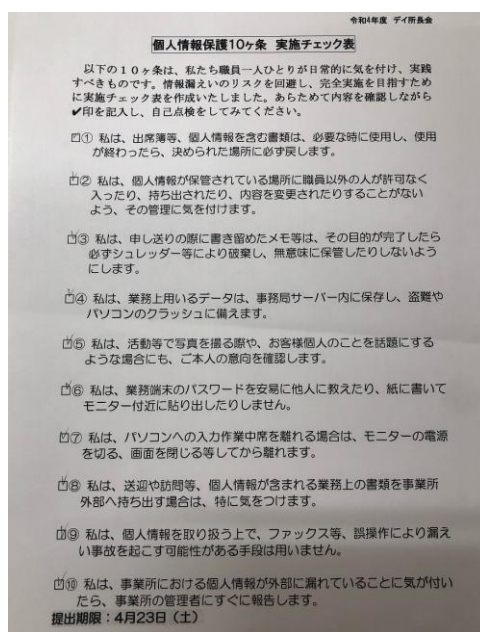 令和4年度 デイ所長会
個人情報保護10ヶ条 実施チェック表
以下の10ヶ条は、私たち職員一人ひとりが日常的に気を付け、実践
すべきものです。情報漏えいのリスクを回避し、完全実施を目指すため
に実施チェック表を作成いたしました。あらためて内容を確認しながら
✔印を記入し、自己点検をしてみてください。
☑① 私は、出席簿等、個人情報を含む書類は、必要な時に使用し、使用
が終わったら、決められた場所に必ず戻します。
☑② 私は、個人情報が保管されている場所に職員以外の人が許可なく
入ったり、持ち出されたり、内容を変更されたりすることがない
よう、その管理に気を付けます。
☑③ 私は、申し送りの際に書き留めたメモ等は、その目的が完了したら
必ずシュレッダー等により破棄し、無意味に保管したりしないよう
にします。
☑④ 私は、業務上用いるデータは、事務局サーバー内に保存し、盗難や
パソコンのクラッシュに備えます。
☑⑤ 私は、活動等で写真を撮る際や、お客様個人のことを話題にする
ような場合にも、ご本人の意向を確認します。
☑⑥ 私は、業務端末のパスワードを安易に他人に教えたり、紙に書いて
モニター付近に貼り出したりしません。
☑⑦ 私は、パソコンへの入力作業中席を離れる場合は、モニターの電源
を切る、画面を閉じる等してから離れます。
☑⑧ 私は、送迎や訪問等、個人情報が含まれる業務上の書類を事業所
外部へ持ち出す場合は、特に気をつけます。
☑⑨ 私は、個人情報を取り扱う上で、ファックス等、誤操作により漏え
い事故を起こす可能性がある手段は用いません。
☑⑩ 私は、事業所における個人情報が外部に漏れていることに気が付い
たら、事業所の管理者にすぐに報告します。
提出期限:4月23日(土)